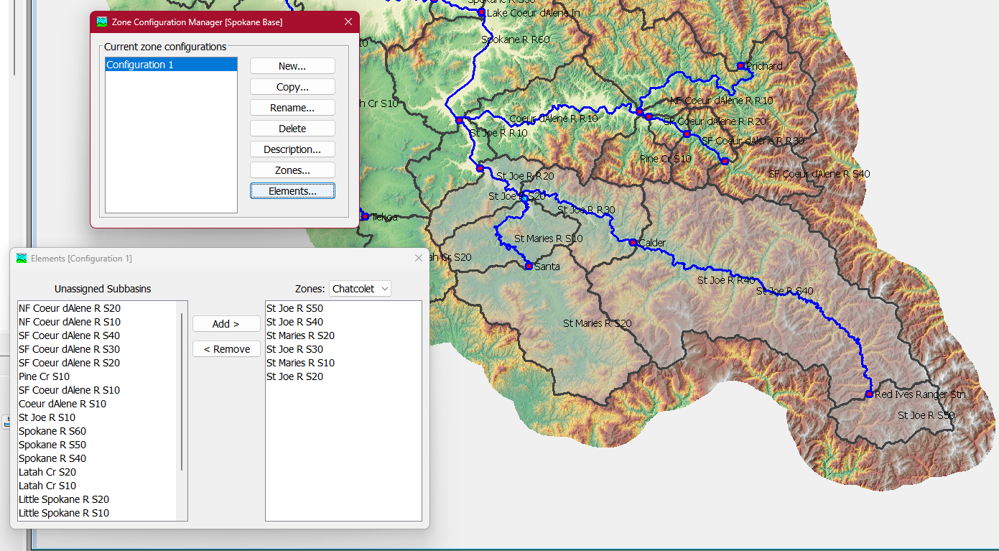 Zone Configuration Manager [Spokane Base]
Current zone configurations
Configuration 1
New...
Copy...
Rename...
Delete
Description...
Zones...
Elements...
Elements [Configuration 1]
Unassigned Subbasins
NF Coeur dAlene R S20
NF Coeur dAlene R S10
SF Coeur dAlene R S40
SF Coeur dAlene R S30
SF Coeur dAlene R S20
Pine Cr S10
SF Coeur dAlene R S10
Coeur dAlene R S10
St Joe R S10
Spokane R S60
Spokane R S50
Spokane R S40
Latah Cr S20
Latah Cr S10
Little Spokane R S20
Little Spokane R S10
Add >
< Remove
Zones: Chatcolet
St Joe R S50
St Joe R S40
St Maries R S20
St Joe R S30
St Maries R S10
St Joe R S20
Lake Coeur dAlene In
Spokane R R60
Prichard
h Cr S10
NF Coeur dAlene R R10
Coeur dAlene R R10
SF Coeur dAlene R R20
St Joe R R10
SF Coeur dAlene R R30
Pine Cr S10
St Joe R R20
SF Coeur dAlene R S40
St Joe R S20
St Joe R R30
Tekoa
St Maries R S10
Calder
ah Cr S20
Santa
St Joe R R40
St Joe R S40
St Maries R S20
Red Ives Ranger Stn
St Joe R S50